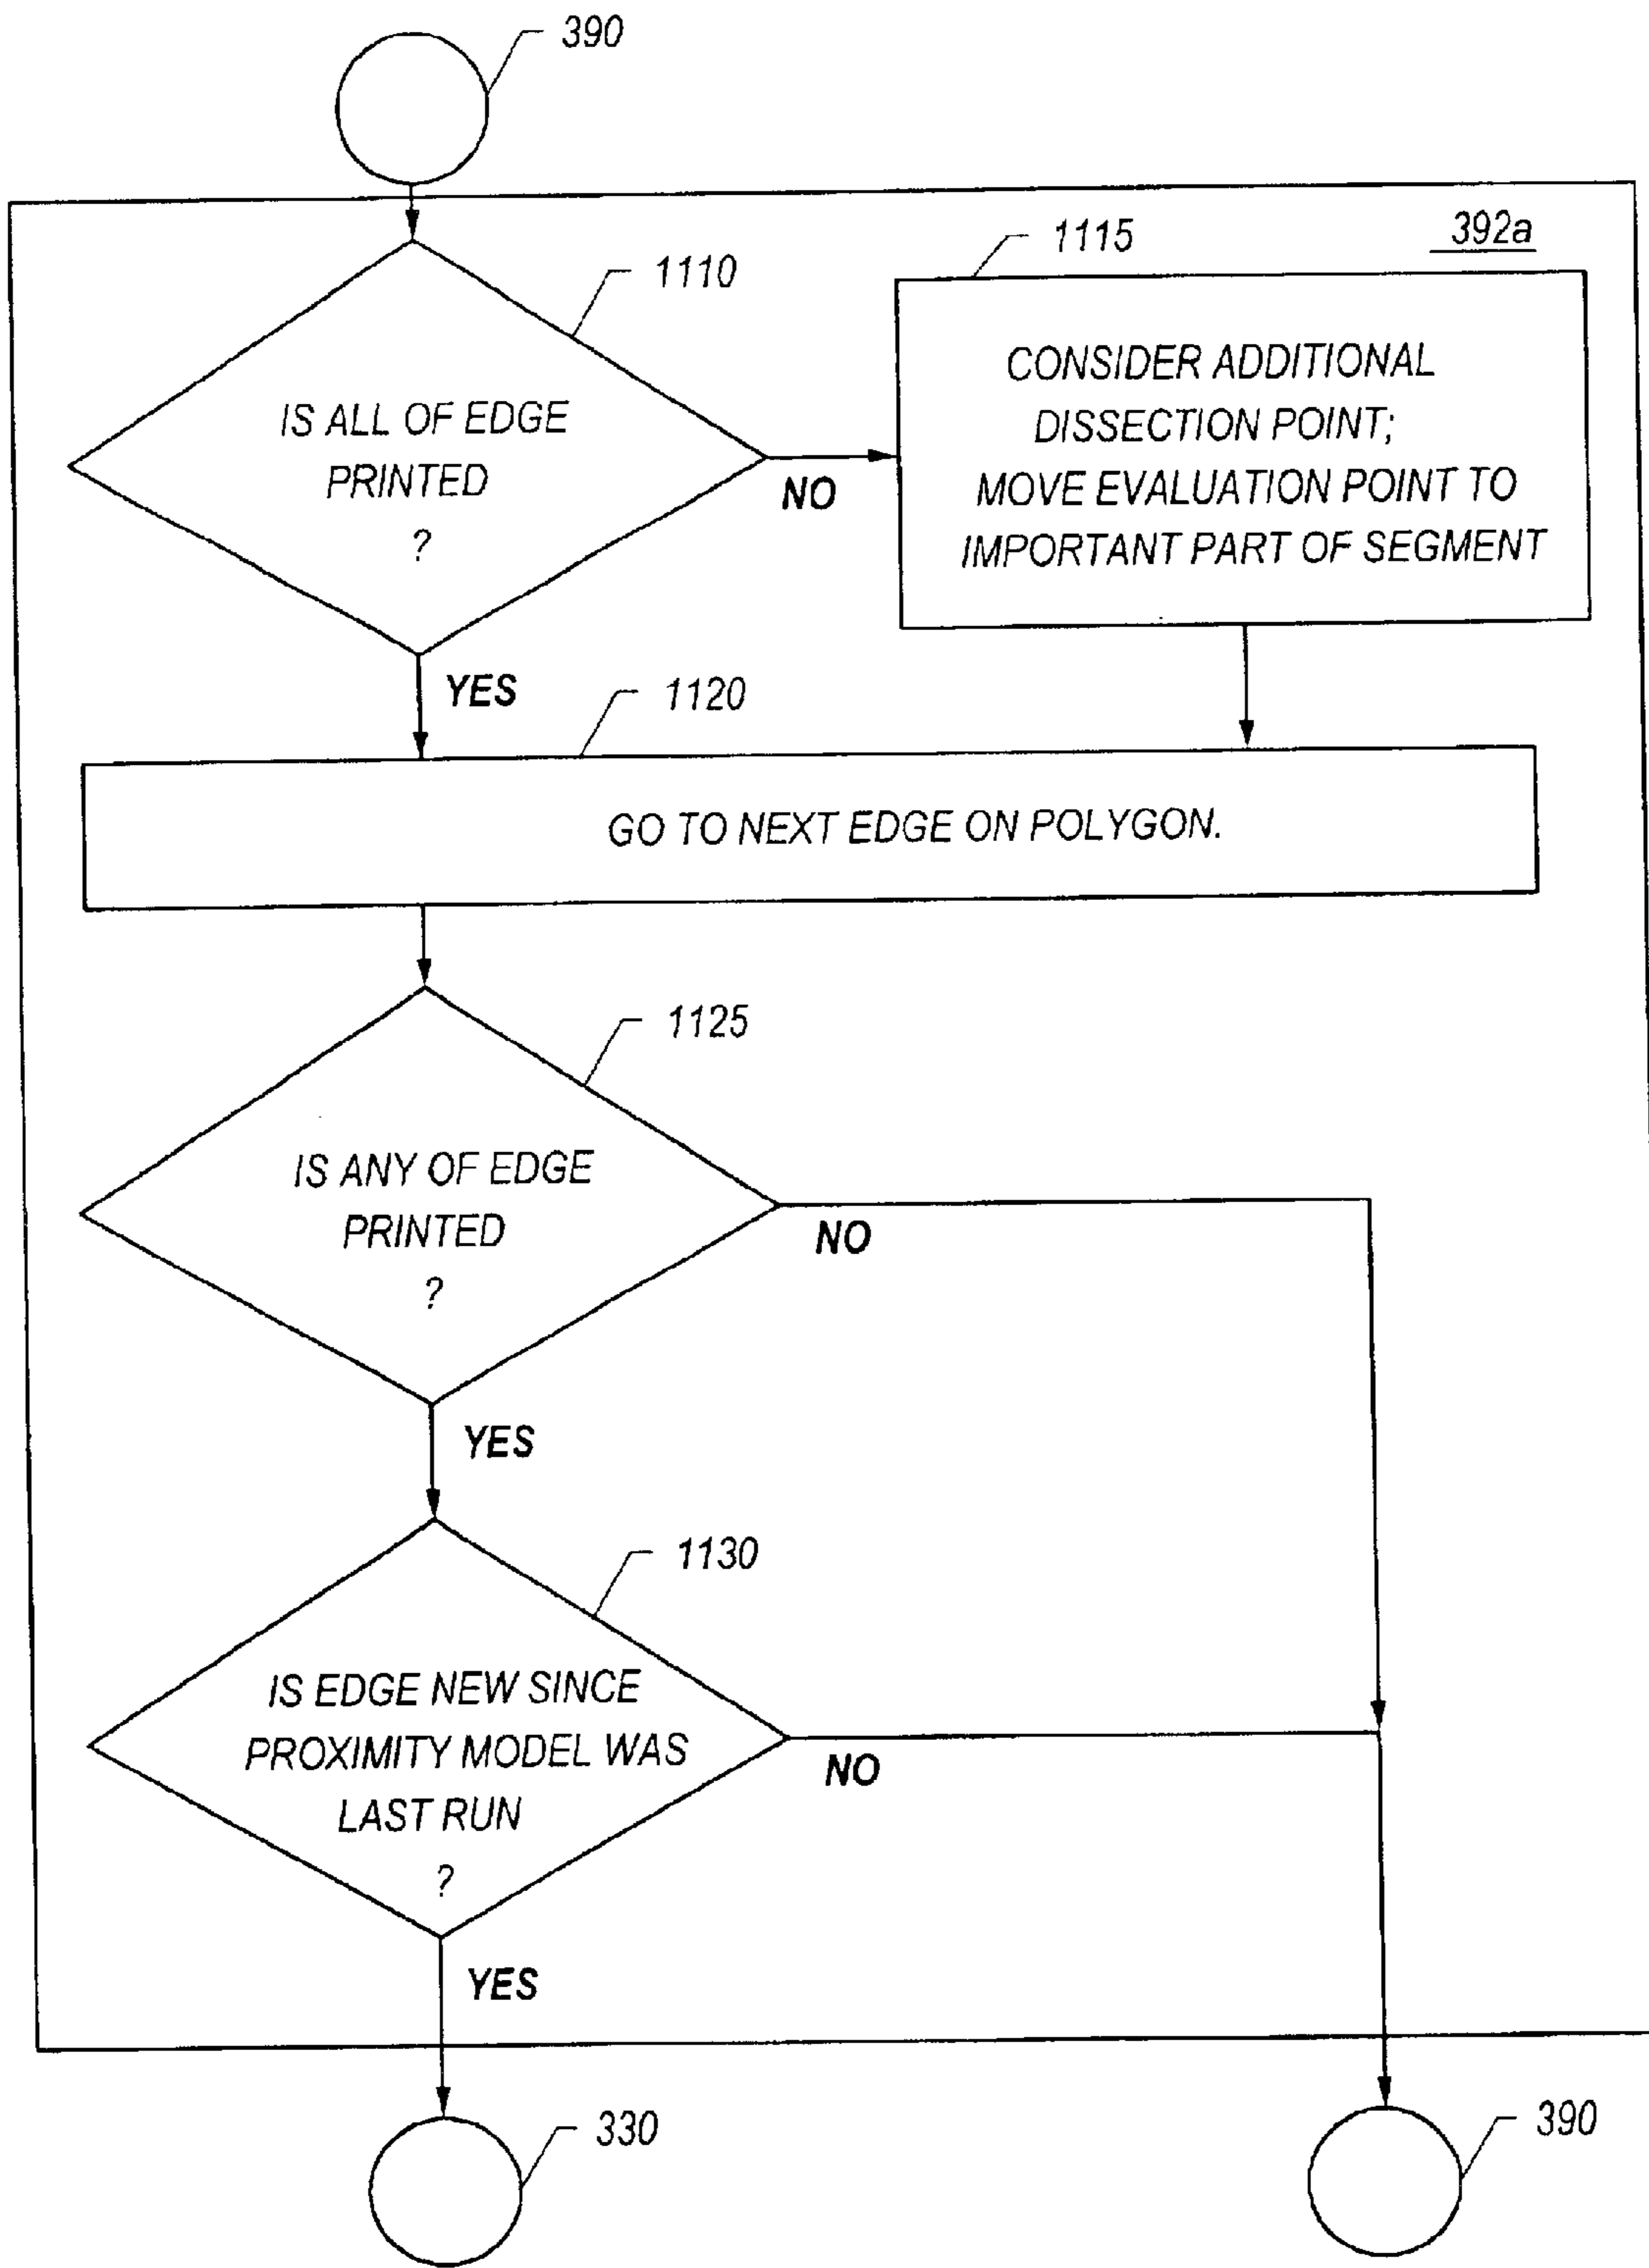 390
392a
1110
1115
IS ALL OF EDGE
PRINTED
?
NO
CONSIDER ADDITIONAL
DISSECTION POINT;
MOVE EVALUATION POINT TO
IMPORTANT PART OF SEGMENT
YES
1120
GO TO NEXT EDGE ON POLYGON.
1125
IS ANY OF EDGE
PRINTED
?
NO
YES
1130
IS EDGE NEW SINCE
PROXIMITY MODEL WAS
LAST RUN
?
NO
YES
330
390